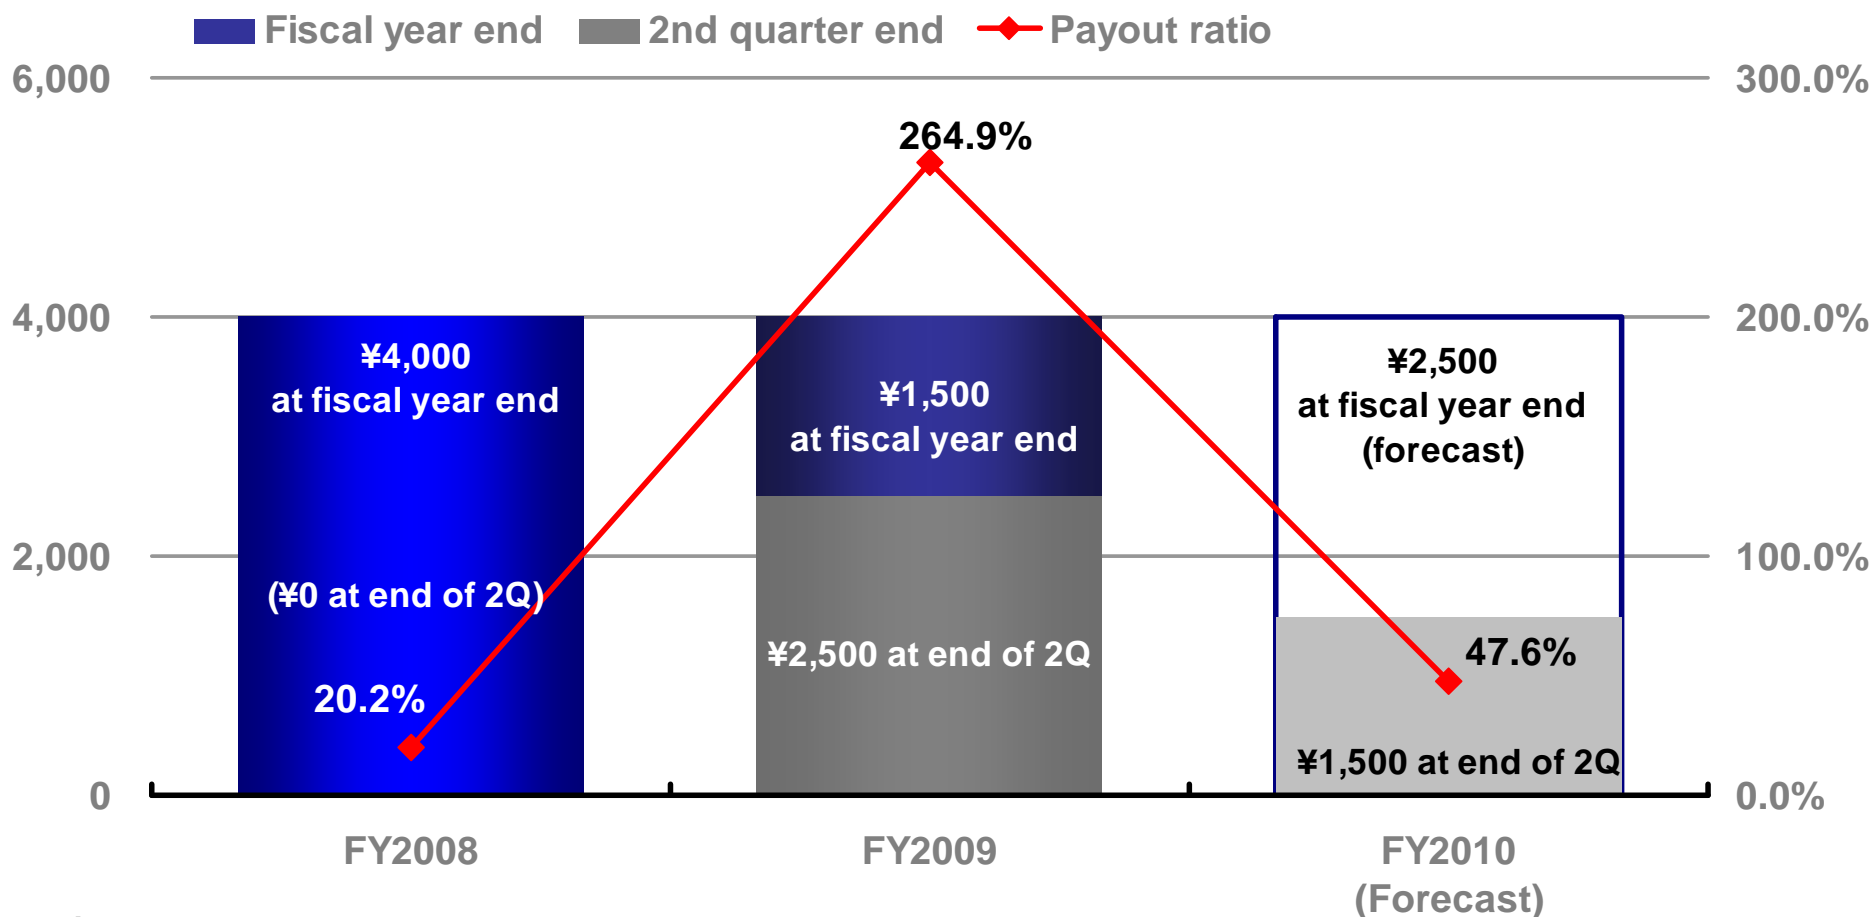 Fiscal year end 2nd quarter end Payout ratio
6,000
300.0%
264.9%
4,000
200.0%
¥4,000
at fiscal year end
¥1,500
at fiscal year end
¥2,500
at fiscal year end
(forecast)
2,000
100.0%
(¥0 at end of 2Q)
¥2,500 at end of 2Q
47.6%
20.2%
¥1,500 at end of 2Q
0
0.0%
FY2008
FY2009
FY2010
(Forecast)